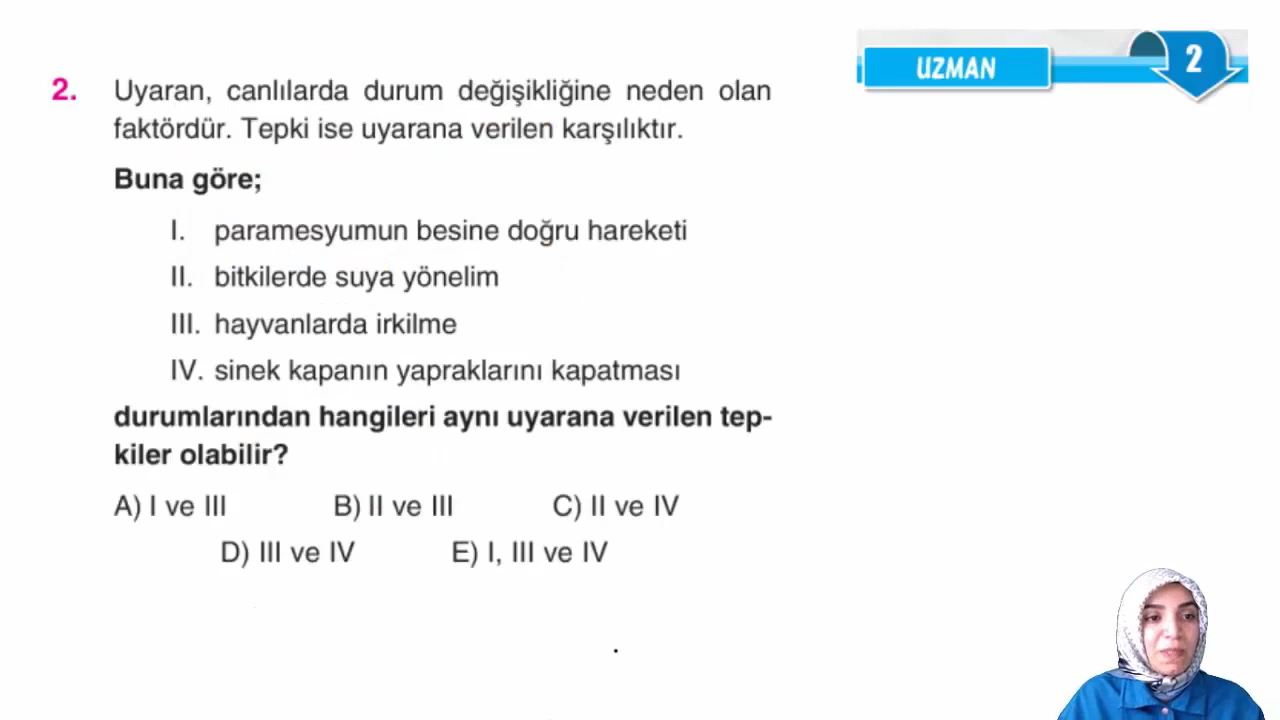 UZMAN
2
2. Uyaran, canlılarda durum değişikliğine neden olan
faktördür. Tepki ise uyarana verilen karşılıktır.
Buna göre;
I. paramesyumun besine doğru hareketi
II. bitkilerde suya yönelim
III. hayvanlarda irkilme
IV. sinek kapanın yapraklarını kapatması
durumlarından hangileri aynı uyarana verilen tep-
kiler olabilir?
A) I ve III B) II ve III C) II ve IV
D) III ve IV E) I, III ve IV